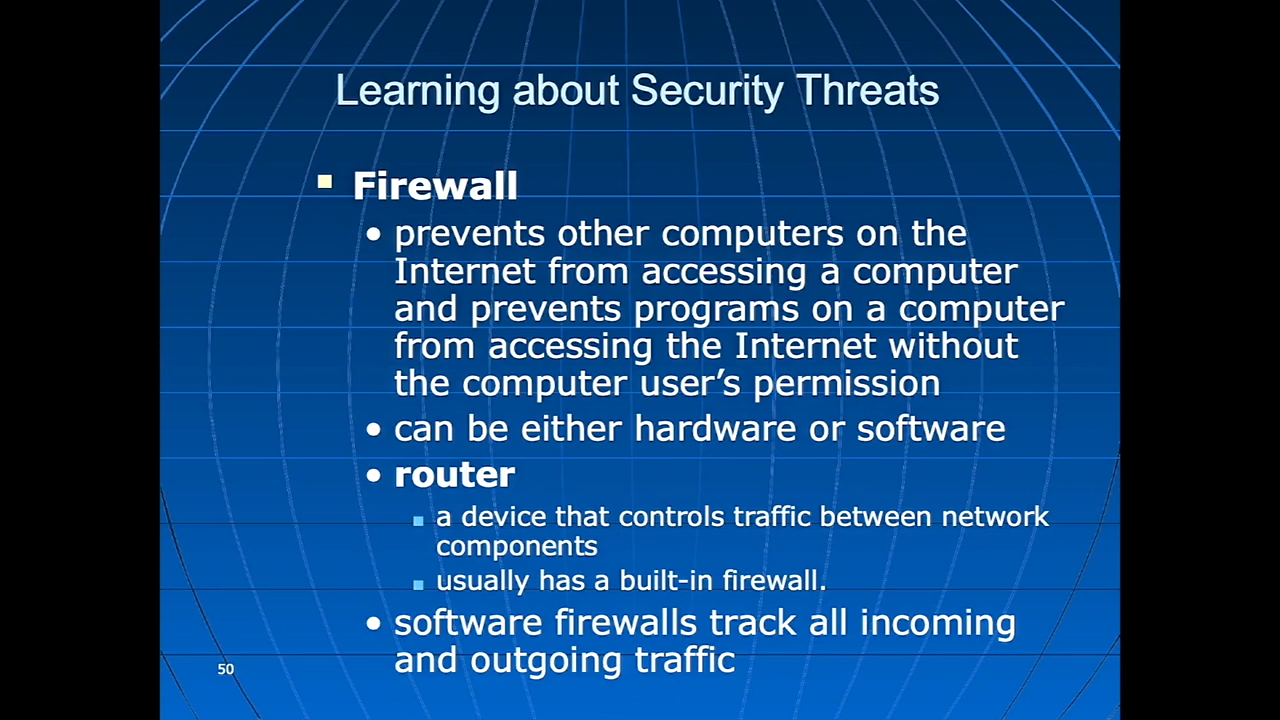 Learning about Security Threats
Firewall
• prevents other computers on the
Internet from accessing a computer
and prevents programs on a computer
from accessing the Internet without
the computer user’s permission
• can be either hardware or software
• router
a device that controls traffic between network
components
usually has a built-in firewall.
• software firewalls track all incoming
and outgoing traffic
50